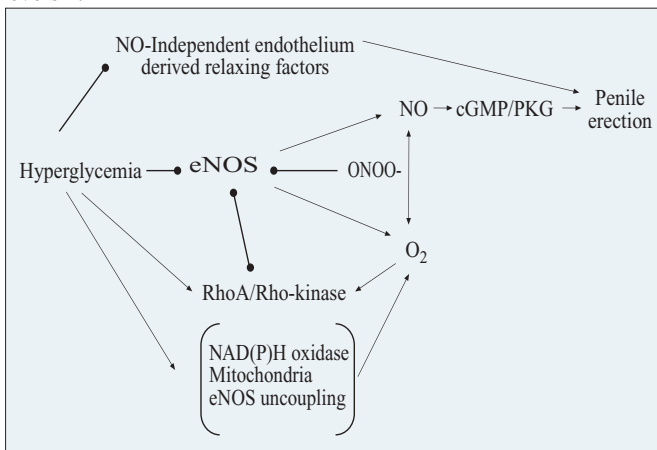 NO-Independent endothelium
derived relaxing factors
NO
cGMP/PKG
Penile
erection
Hyperglycemia
eNOS
ONOO-
O2
RhoA/Rho-kinase
NAD(P)H oxidase
Mitochondria
eNOS uncoupling